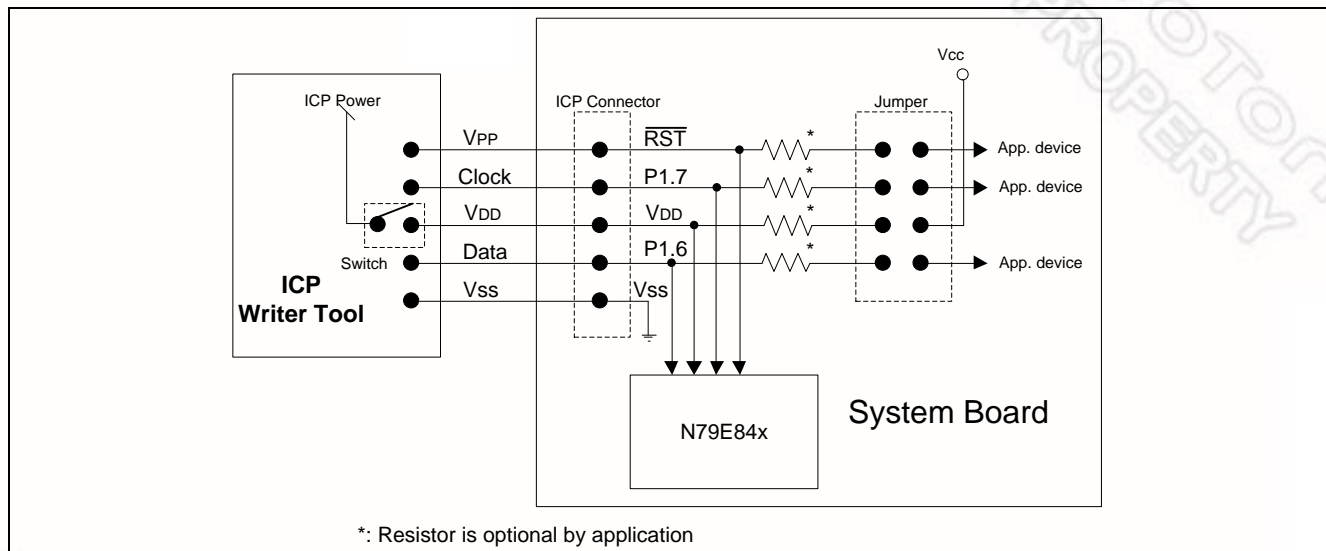 Vcc
ICP Power
ICP Connector
Jumper
VPP
RST
*
App. device
Clock
P1.7
*
App. device
VDD
VDD
*
Switch
Data
P1.6
*
App. device
ICP
Writer Tool
Vss
Vss
N79E84x
System Board
*: Resistor is optional by application
PROPERTY